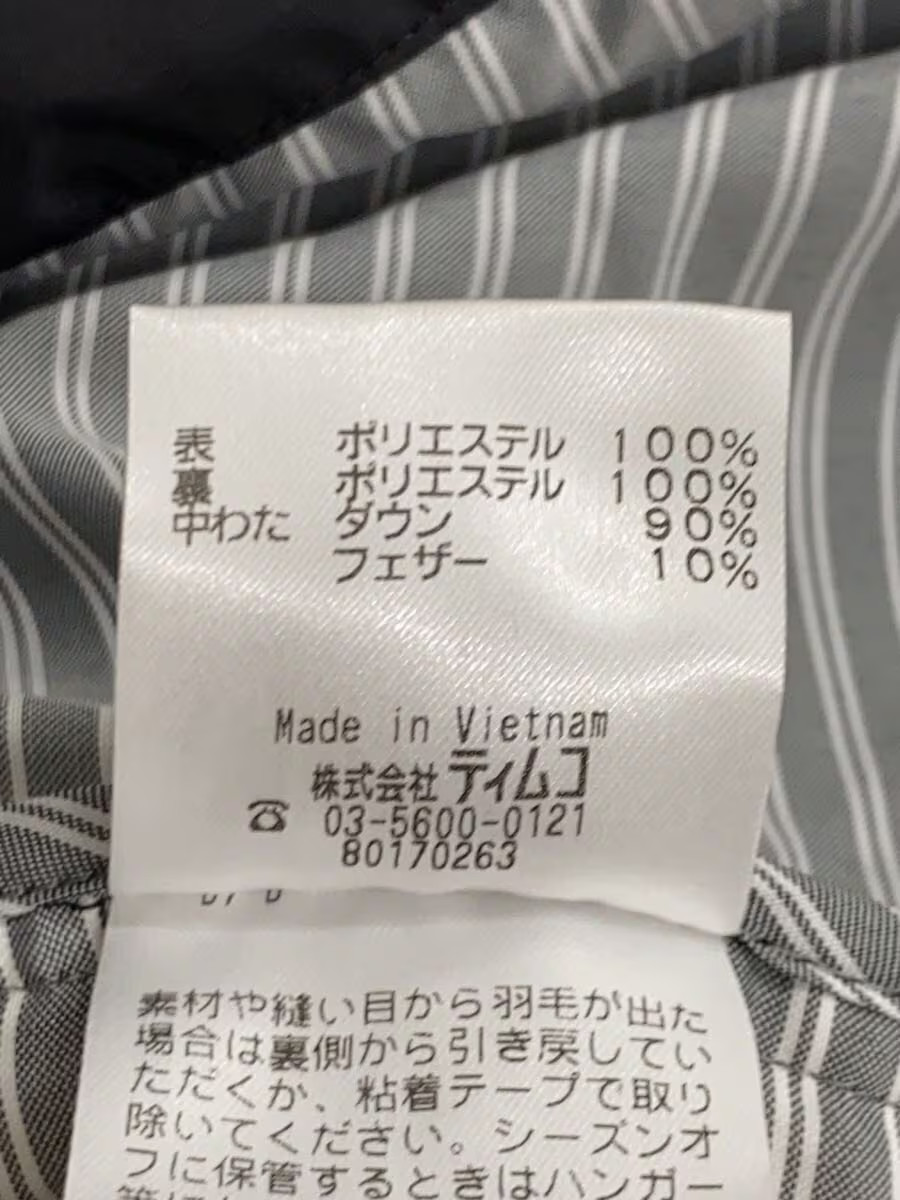 表 ポリエステル 100%
裏 ポリエステル 100%
中わた ダウン 90%
フェザー 10%
Made in Vietnam
株式会社 ティムコ
☎ 03-5600-0121
80170263
素材や縫い目から羽毛が出た
場合は裏側から引き戻してい
ただくか、粘着テープで取り
除いてください。シーズンオ
フに保管するときはハンガー